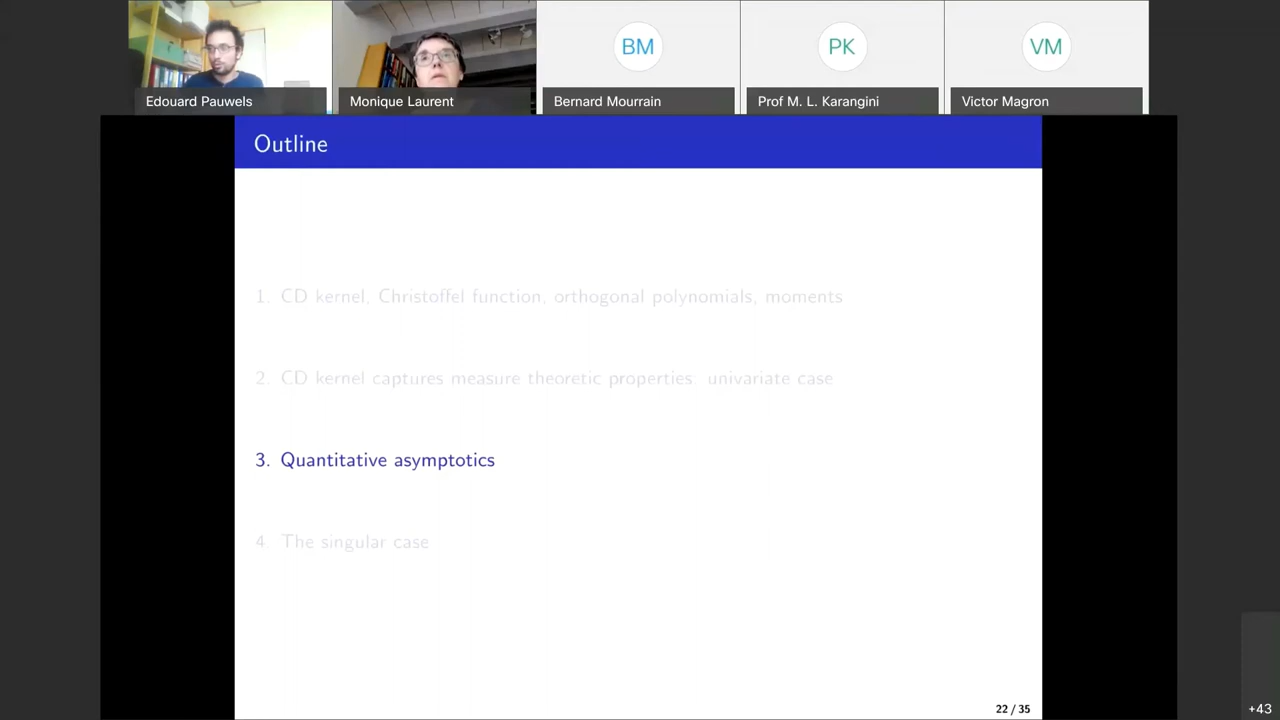 BM
PK
VM
Edouard Pauwels
Monique Laurent
Bernard Mourrain
Prof M. L. Karangini
Victor Magron
Outline
1. CD kernel, Christoffel function, orthogonal polynomials, moments
2. CD kernel captures measure theoretic properties: univariate case
3. Quantitative asymptotics
4. The singular case
22 / 35
+43